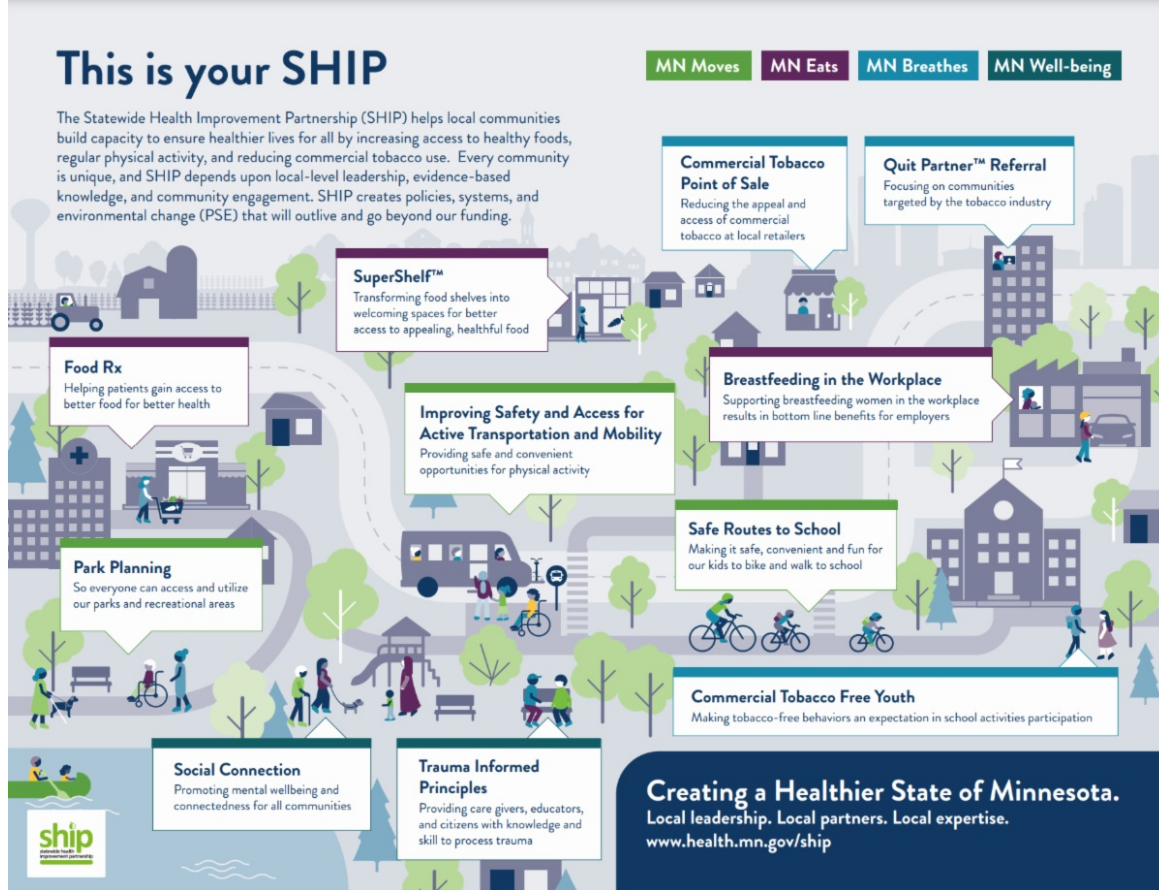 This is your SHIP
MN Moves
MN Eats
MN Breathes
MN Well-being
The Statewide Health Improvement Partnership (SHIP) helps local communities
build capacity to ensure healthier lives for all by increasing access to healthy foods,
regular physical activity, and reducing commercial tobacco use. Every community
is unique, and SHIP depends upon local-level leadership, evidence-based
knowledge, and community engagement. SHIP creates policies, systems, and
environmental change (PSE) that will outlive and go beyond our funding.
Commercial Tobacco
Point of Sale
Reducing the appeal and
access of commercial
tobacco at local retailers
Quit Partner™ Referral
Focusing on communities
targeted by the tobacco industry
SuperShelf™
Transforming food shelves into
welcoming spaces for better
access to appealing, healthful food
Food Rx
Helping patients gain access to
better food for better health
Breastfeeding in the Workplace
Supporting breastfeeding women in the workplace
results in bottom line benefits for employers
Improving Safety and Access for
Active Transportation and Mobility
Providing safe and convenient
opportunities for physical activity
Safe Routes to School
Making it safe, convenient and fun for
our kids to bike and walk to school
Park Planning
So everyone can access and utilize
our parks and recreational areas
Commercial Tobacco Free Youth
Making tobacco-free behaviors an expectation in school activities participation
Social Connection
Promoting mental wellbeing and
connectedness for all communities
Trauma Informed
Principles
Providing care givers, educators,
and citizens with knowledge and
skill to process trauma
Creating a Healthier State of Minnesota.
Local leadership. Local partners. Local expertise.
www.health.mn.gov/ship
ship
statewide health
improvement partnership